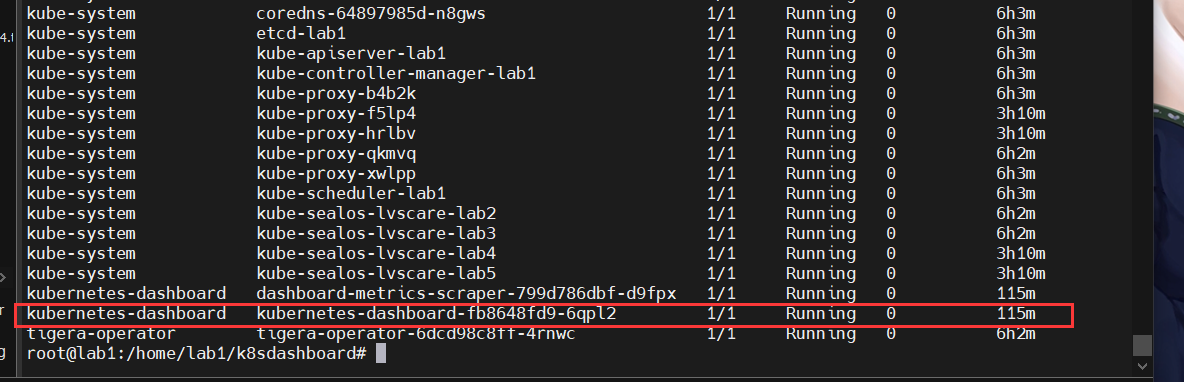 kube-system coredns-64897985d-n8gws 1/1 Running 0 6h3m
kube-system etcd-lab1 1/1 Running 0 6h3m
kube-system kube-apiserver-lab1 1/1 Running 0 6h3m
kube-system kube-controller-manager-lab1 1/1 Running 0 6h3m
kube-system kube-proxy-b4b2k 1/1 Running 0 6h3m
kube-system kube-proxy-f5lp4 1/1 Running 0 3h10m
kube-system kube-proxy-hrlbv 1/1 Running 0 3h10m
kube-system kube-proxy-qkmvq 1/1 Running 0 6h2m
kube-system kube-proxy-xwlpp 1/1 Running 0 6h3m
kube-system kube-scheduler-lab1 1/1 Running 0 6h3m
kube-system kube-sealos-lvscare-lab2 1/1 Running 0 6h2m
kube-system kube-sealos-lvscare-lab3 1/1 Running 0 6h2m
kube-system kube-sealos-lvscare-lab4 1/1 Running 0 3h10m
kube-system kube-sealos-lvscare-lab5 1/1 Running 0 3h10m
kubernetes-dashboard dashboard-metrics-scraper-799d786dbf-d9fpx 1/1 Running 0 115m
kubernetes-dashboard kubernetes-dashboard-fb8648fd9-6qpl2 1/1 Running 0 115m
tigera-operator tigera-operator-6dcd98c8ff-4rnwc 1/1 Running 0 6h2m
root@lab1:/home/lab1/k8sdashboard#